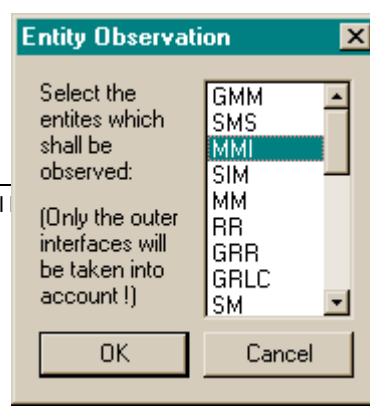 Entity Observation
Select the
entites which
shall be
observed:
(Only the outer
interfaces will
be taken into
account !)
GMM
SMS
MMI
SIM
MM
RR
GRR
GRLC
SM
OK
Cancel